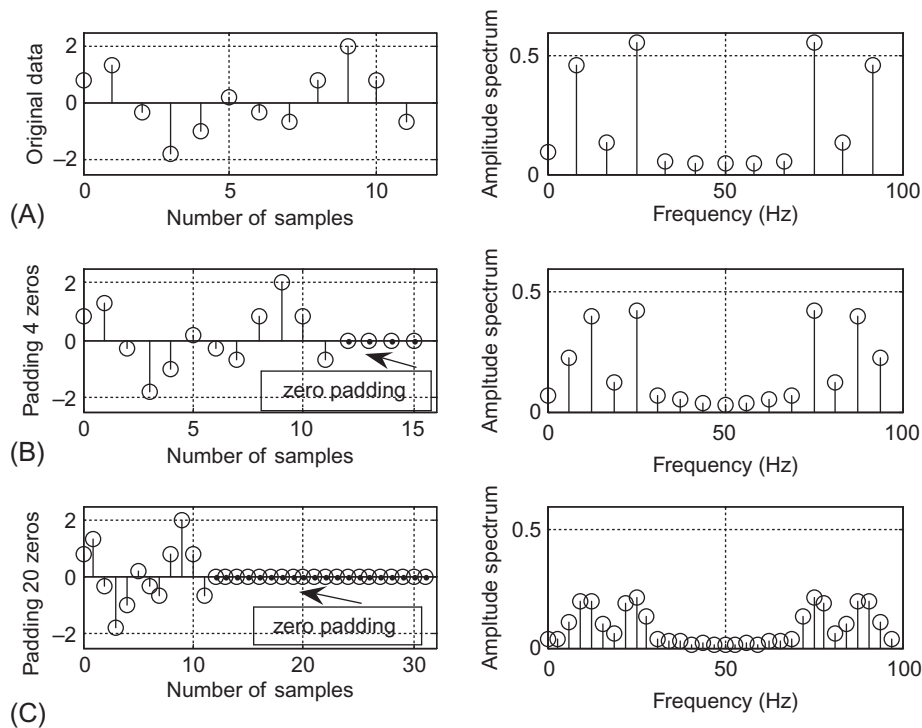 Original data
2
0
−2
0
5
10
Number of samples
(A)
Amplitude spectrum
0.5
0
0
50
100
Frequency (Hz)
Padding 4 zeros
2
0
−2
zero padding
0
5
10
15
Number of samples
(B)
Ampltude spectrum
0.5
0
0
50
100
Frequency (Hz)
Padding 20 zeros
2
0
−2
zero padding
0
10
20
30
Number of samples
(C)
Amplitude spectrum
0.5
0
0
50
100
Frequency (Hz)